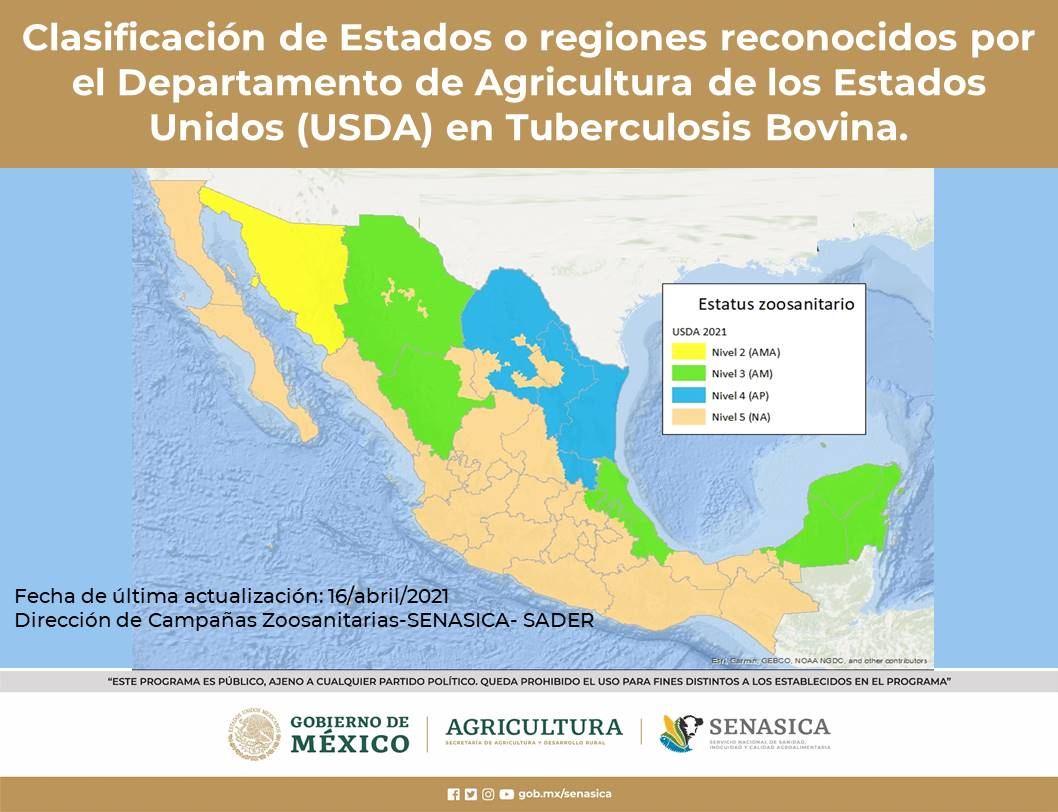 Clasificación de Estados o regiones reconocidos por
el Departamento de Agricultura de los Estados
Unidos (USDA) en Tuberculosis Bovina.
Estatus zoosanitario
USDA 2021
Nivel 2 (AMA)
Nivel 3 (AM)
Nivel 4 (AP)
Nivel 5 (NA)
Fecha de última actualización: 16/abril/2021
Dirección de Campañas Zoosanitarias-SENASICA- SADER
Esri, Garmin, GEBCO, NOAA NGDC, and other contributors
“ESTE PROGRAMA ES PÚBLICO, AJENO A CUALQUIER PARTIDO POLÍTICO. QUEDA PROHIBIDO EL USO PARA FINES DISTINTOS A LOS ESTABLECIDOS EN EL PROGRAMA”
GOBIERNO DE
MÉXICO
AGRICULTURA
SECRETARÍA DE AGRICULTURA Y DESARROLLO RURAL
SENASICA
SERVICIO NACIONAL DE SANIDAD,
INOCUIDAD Y CALIDAD AGROALIMENTARIA
gob.mx/senasica